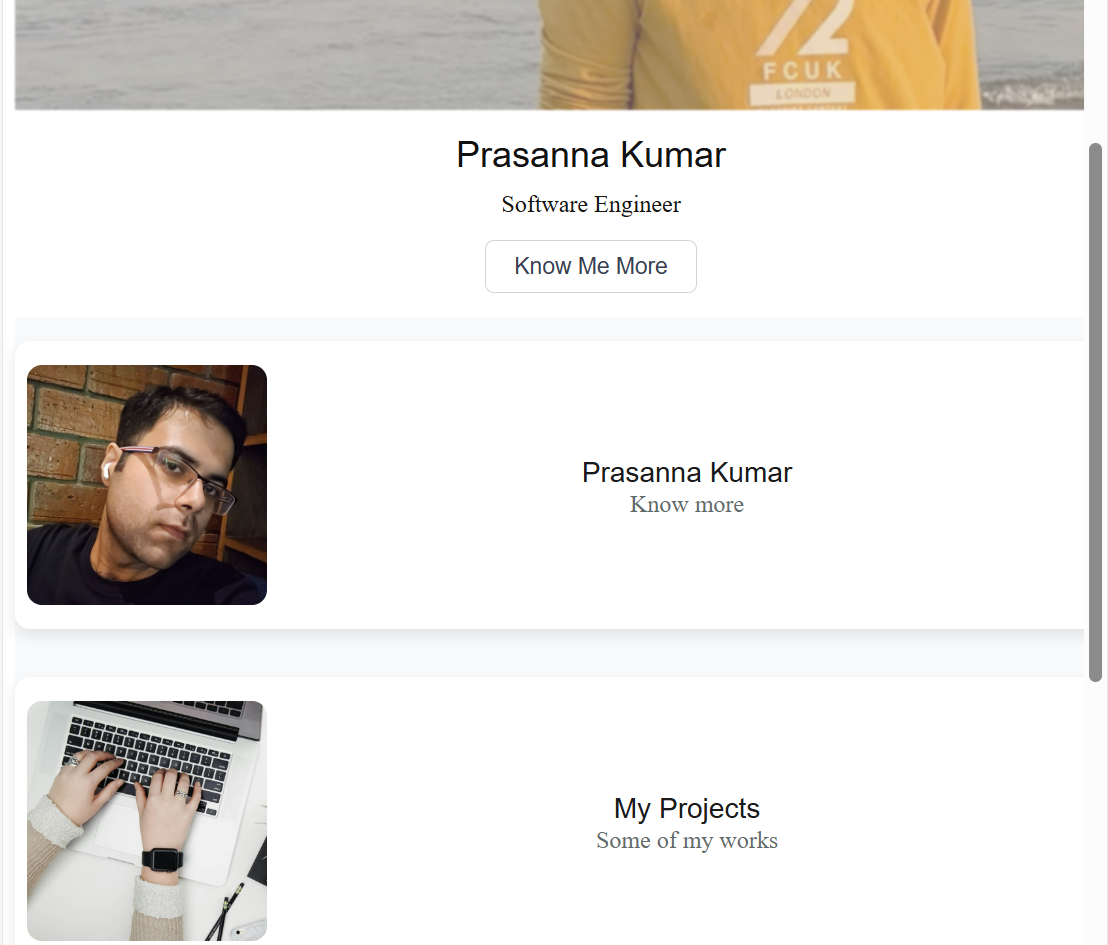 72
FCUK
LONDON
Prasanna Kumar
Software Engineer
Know Me More
Prasanna Kumar
Know more
My Projects
Some of my works